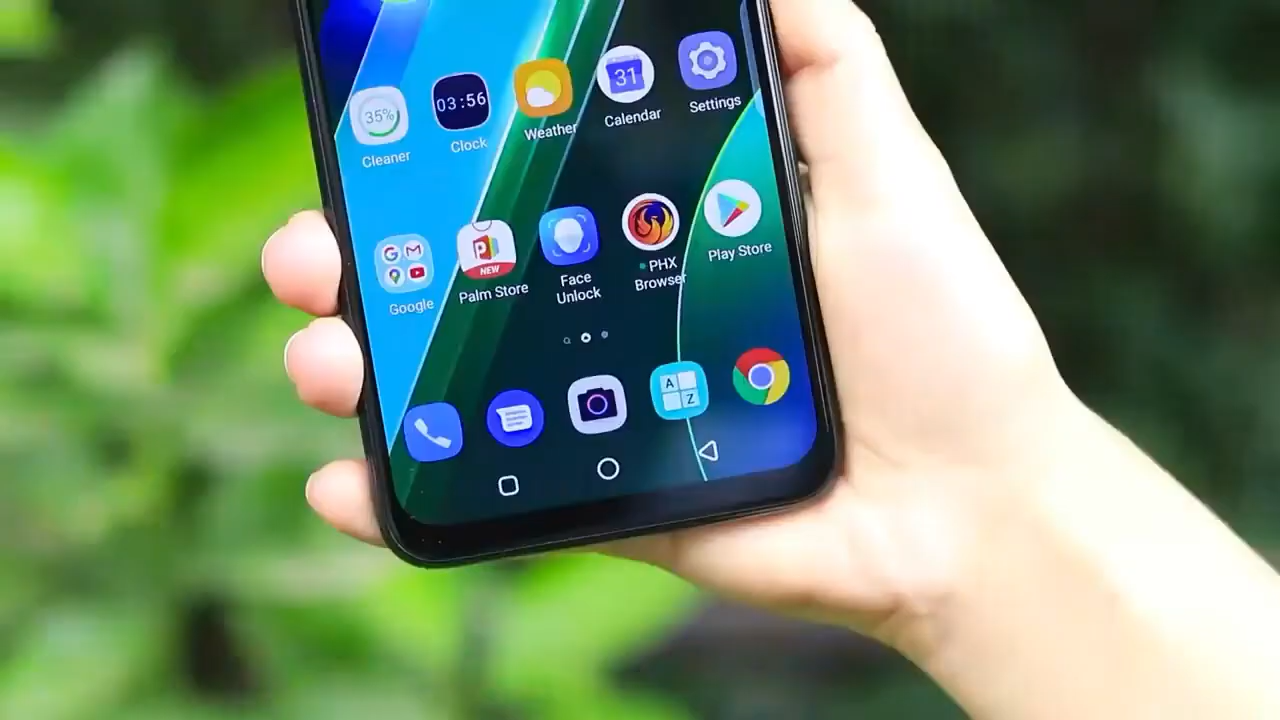 35%
03:56
31
Cleaner
Clock
Weather
Calendar
Settings
G M
P
NEW
Google
Palm Store
Face
Unlock
PHX
Browser
Play Store
A
Z